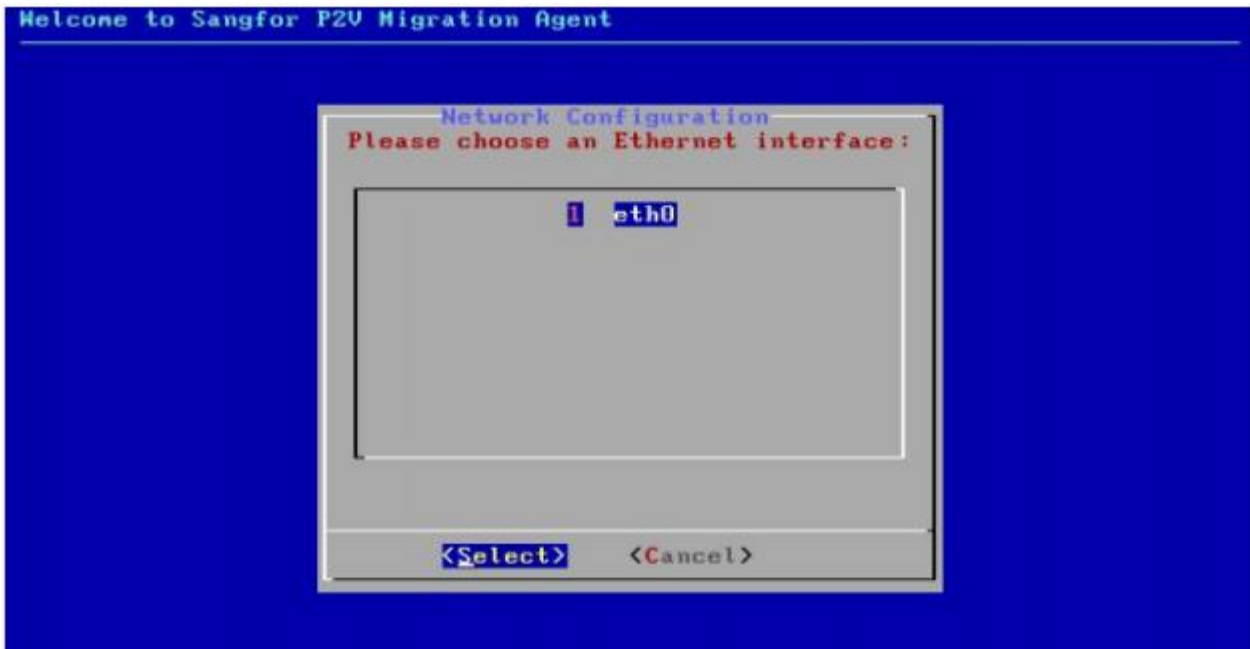 Welcome to Sangfor P2V Migration Agent
Network Configuration
Please choose an Ethernet interface:
1 eth0
<Select> <Cancel>